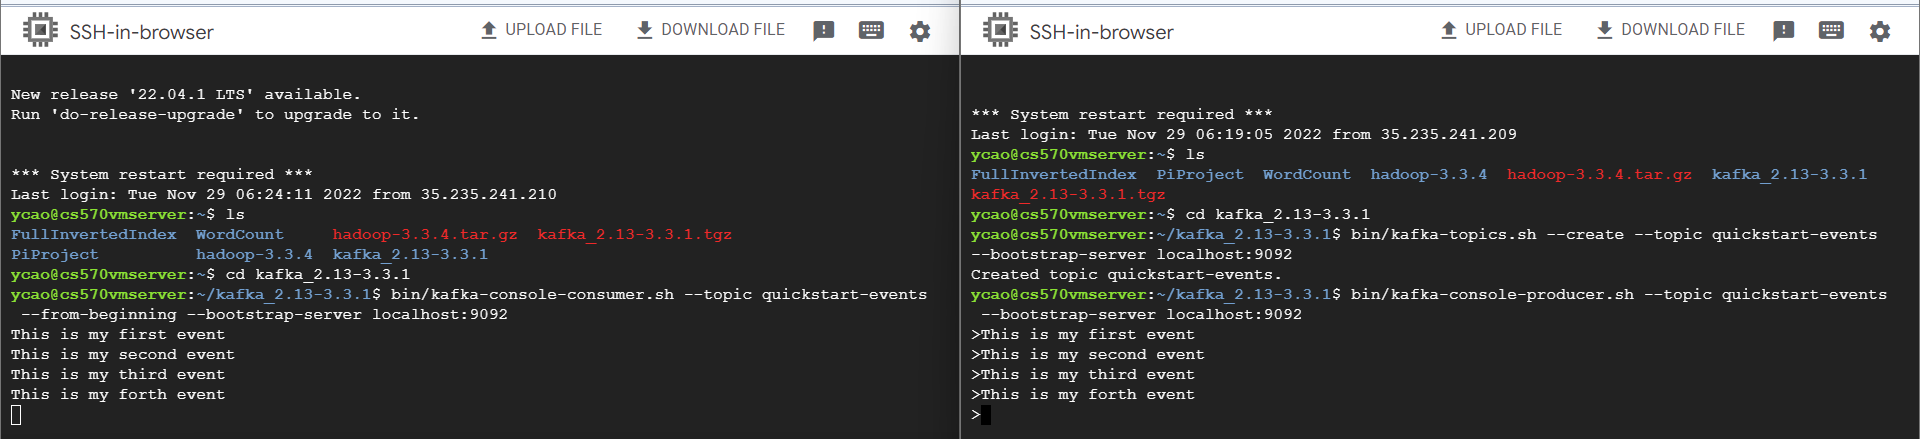 SSH-in-browser
UPLOAD FILE
DOWNLOAD FILE
New release '22.04.1 LTS' available.
Run 'do-release-upgrade' to upgrade to it.
*** System restart required ***
Last login: Tue Nov 29 06:24:11 2022 from 35.235.241.210
ycao@cs570vmserver:~$ ls
FullInvertedIndex  WordCount     hadoop-3.3.4.tar.gz  kafka_2.13-3.3.1.tgz
PiProject          hadoop-3.3.4  kafka_2.13-3.3.1
ycao@cs570vmserver:~$ cd kafka_2.13-3.3.1
ycao@cs570vmserver:~/kafka_2.13-3.3.1$ bin/kafka-console-consumer.sh --topic quickstart-events
 --from-beginning --bootstrap-server localhost:9092
This is my first event
This is my second event
This is my third event
This is my forth event
SSH-in-browser
UPLOAD FILE
DOWNLOAD FILE
*** System restart required ***
Last login: Tue Nov 29 06:19:05 2022 from 35.235.241.209
ycao@cs570vmserver:~$ ls
FullInvertedIndex  PiProject  WordCount  hadoop-3.3.4  hadoop-3.3.4.tar.gz  kafka_2.13-3.3.1
kafka_2.13-3.3.1.tgz
ycao@cs570vmserver:~$ cd kafka_2.13-3.3.1
ycao@cs570vmserver:~/kafka_2.13-3.3.1$ bin/kafka-topics.sh --create --topic quickstart-events
--bootstrap-server localhost:9092
Created topic quickstart-events.
ycao@cs570vmserver:~/kafka_2.13-3.3.1$ bin/kafka-console-producer.sh --topic quickstart-events
 --bootstrap-server localhost:9092
>This is my first event
>This is my second event
>This is my third event
>This is my forth event
>